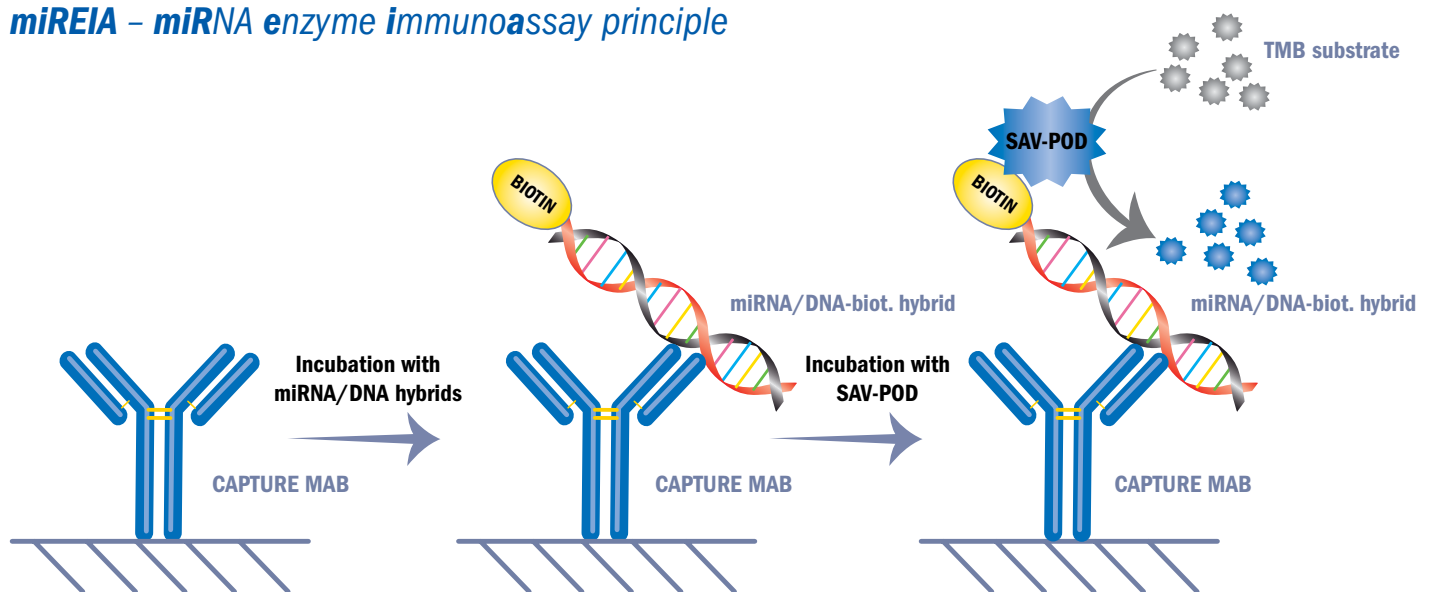 miREIA – miRNA enzyme immunoassay principle
TMB substrate
SAV-POD
BIOTIN
BIOTIN
miRNA/DNA-biot. hybrid
miRNA/DNA-biot. hybrid
Incubation with
miRNA/DNA hybrids
Incubation with
SAV-POD
CAPTURE MAB
CAPTURE MAB
CAPTURE MAB